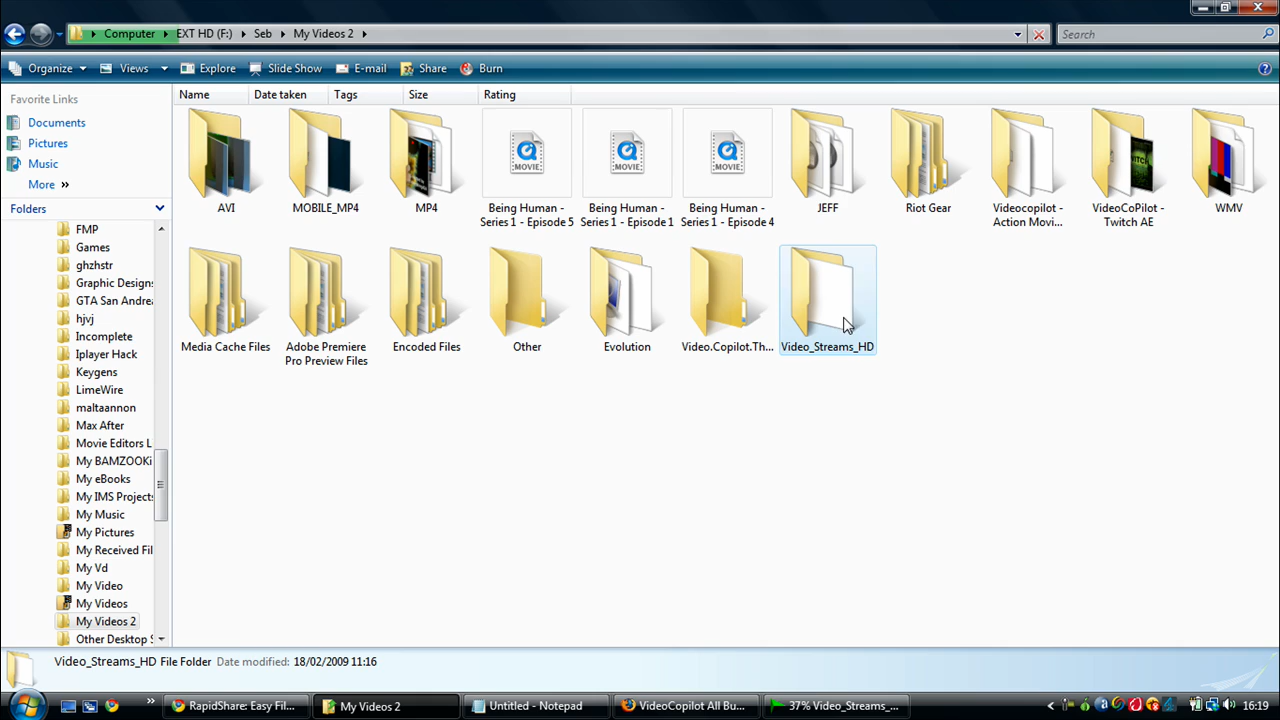 Computer EXT HD (F:) Seb My Videos 2 Search
Organize Views Explore Slide Show E-mail Share Burn
Favorite Links
Documents
Pictures
Music
More »
Folders
FMP
Games
ghzhstr
Graphic Designs
GTA San Andrea
hjvj
Incomplete
Iplayer Hack
Keygens
LimeWire
maltaannon
Max After
Movie Editors L
My BAMZOOKi
My eBooks
My IMS Projects
My Music
My Pictures
My Received Fil
My Vd
My Video
My Videos
My Videos 2
Other Desktop S
Name Date taken Tags Size Rating
AVI
MOBILE_MP4
MP4
MOVIE
Being Human -
Series 1 - Episode 5
MOVIE
Being Human -
Series 1 - Episode 1
MOVIE
Being Human -
Series 1 - Episode 4
JEFF
Riot Gear
Videocopilot -
Action Movi...
VideoCoPilot -
Twitch AE
WMV
Media Cache Files
Adobe Premiere
Pro Preview Files
Encoded Files
Other
Evolution
Video.Copilot.Th...
Video_Streams_HD
Video_Streams_HD File Folder Date modified: 18/02/2009 11:16
» RapidShare: Easy Fil... My Videos 2 Untitled - Notepad VideoCopilot All Bu... 37% Video_Streams_... 16:19